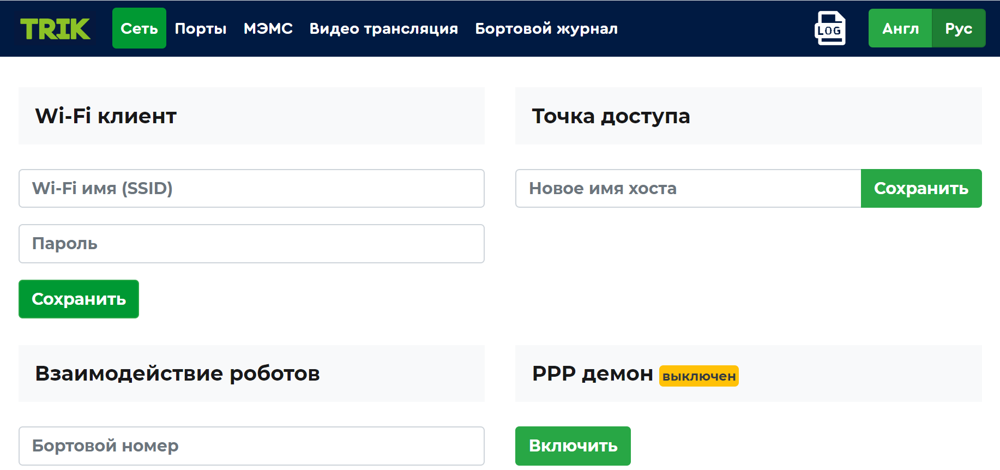 TRIK Сеть Порты МЭМС Видео трансляция Бортовой журнал LOG Англ Рус
Wi-Fi клиент
Точка доступа
Wi-Fi имя (SSID)
Новое имя хоста Сохранить
Пароль
Сохранить
Взаимодействие роботов
PPP демон выключен
Бортовой номер
Включить